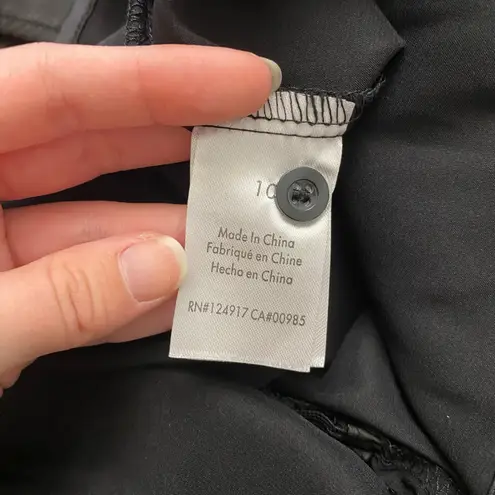 10
Made In China
Fabriqué en Chine
Hecho en China
RN#124917 CA#00985